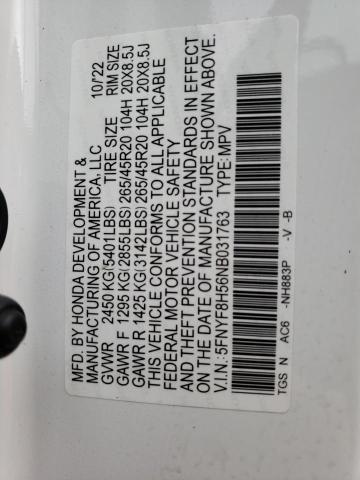 MFD. BY HONDA DEVELOPMENT & 10/22
MANUFACTURING OF AMERICA, LLC
GVWR 2450 KG(5401LBS) TIRE SIZE RIM SIZE
GAWR F 1295 KG(2855LBS) 265/45R20 104H 20X8.5J
GAWR R 1425 KG(3142LBS) 265/45R20 104H 20X8.5J
THIS VEHICLE CONFORMS TO ALL APPLICABLE
FEDERAL MOTOR VEHICLE SAFETY
AND THEFT PREVENTION STANDARDS IN EFFECT
ON THE DATE OF MANUFACTURE SHOWN ABOVE.
V.I.N.:5FNYF8H56NB031763 TYPE:MPV
TGS N AC6 -NH883P -V -B